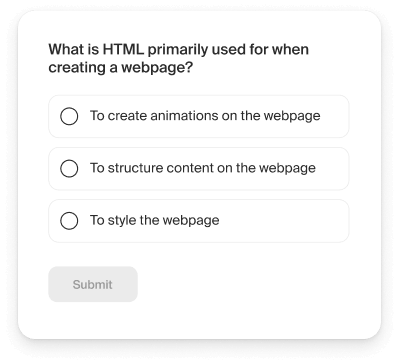 What is HTML primarily used for when
creating a webpage?
To create animations on the webpage
To structure content on the webpage
To style the webpage
Submit